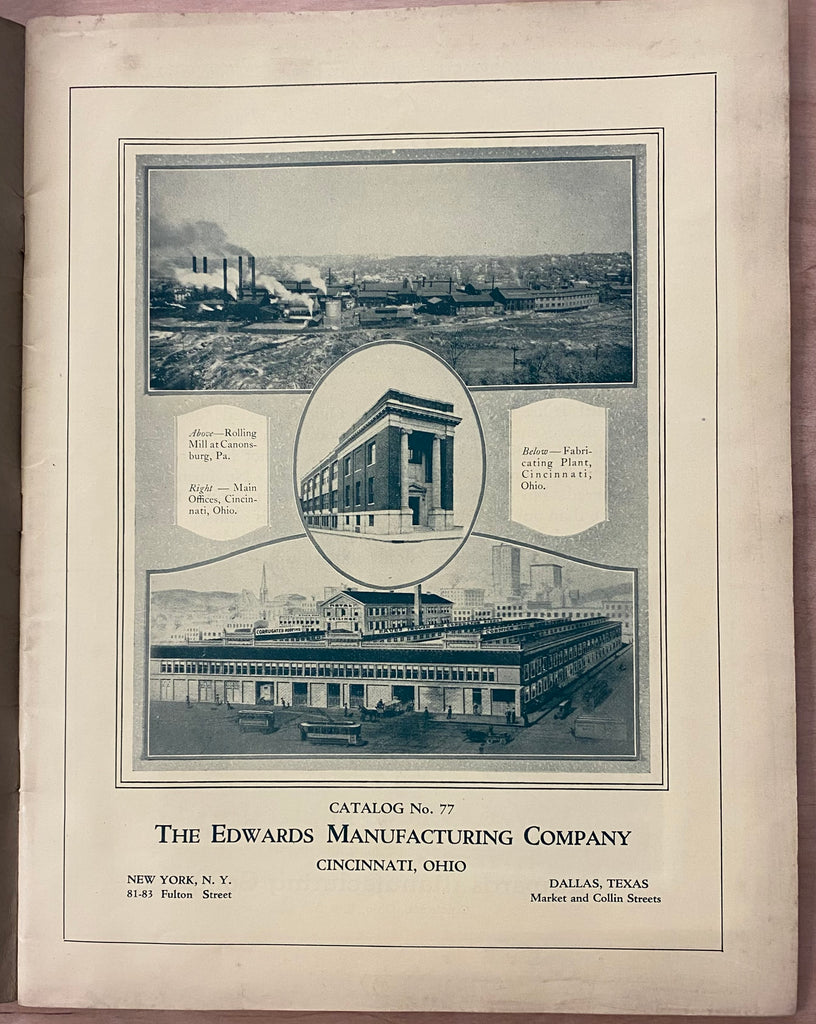 Above—Rolling
Mill at Canons-
burg, Pa.
Right — Main
Offices, Cincin-
nati, Ohio.
Below—Fabri-
cating Plant,
Cincinnati,
Ohio.
CORRUGATED ROOFING
CATALOG No. 77
THE EDWARDS MANUFACTURING COMPANY
CINCINNATI, OHIO
NEW YORK, N. Y.
81-83 Fulton Street
DALLAS, TEXAS
Market and Collin Streets